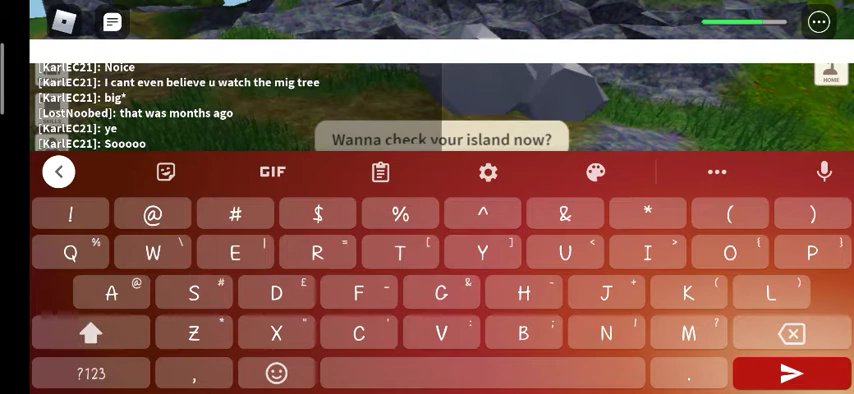 [KarlEC21]: Noice
[KarlEC21]: I cant even believe u watch the mig tree
[KarlEC21]: big*
[LostNoobed]: that was months ago
[KarlEC21]: ye
[KarlEC21]: Sooooo
HOME
Wanna check your island now?
GIF
! @ # $ % ^ & * ( )
Q % W \ E | R = T [ Y ] U < I > O { P }
A @ S # D £ F - G & H - J + K ( L )
Z * X " C ' V : B ; N ! M ?
?123 , .